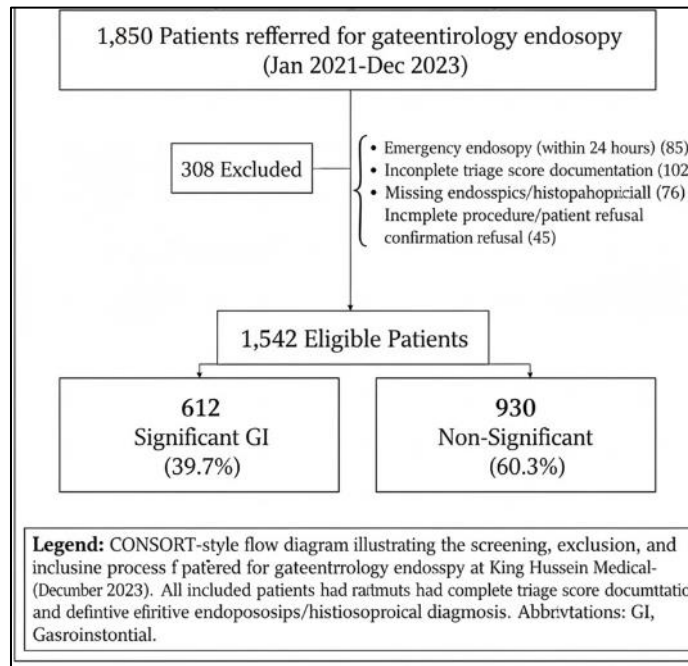 1,850 Patients refferred for gateentirology endosopy
(Jan 2021-Dec 2023)
308 Excluded
• Emergency endosopy (within 24 hours) (85)
• Inconplete triage score documentation (102
• Missing endosspics/histopahopriciall (76)
Incmplete procedure/patient refusal
confirmation refusal (45)
1,542 Eligible Patients
612
Significant GI
(39.7%)
930
Non-Significant
(60.3%)
Legend: CONSORT-style flow diagram illustrating the screening, exclusion, and
inclusine process f patered for gateentrrology endosspy at King Hussein Medical-
(Decumber 2023). All included patients had rartmuts had complete triage score documttatio
and defintive efiritive endopososips/histiosoproical diagnosis. Abbrivtations: GI,
Gasroinstontial.